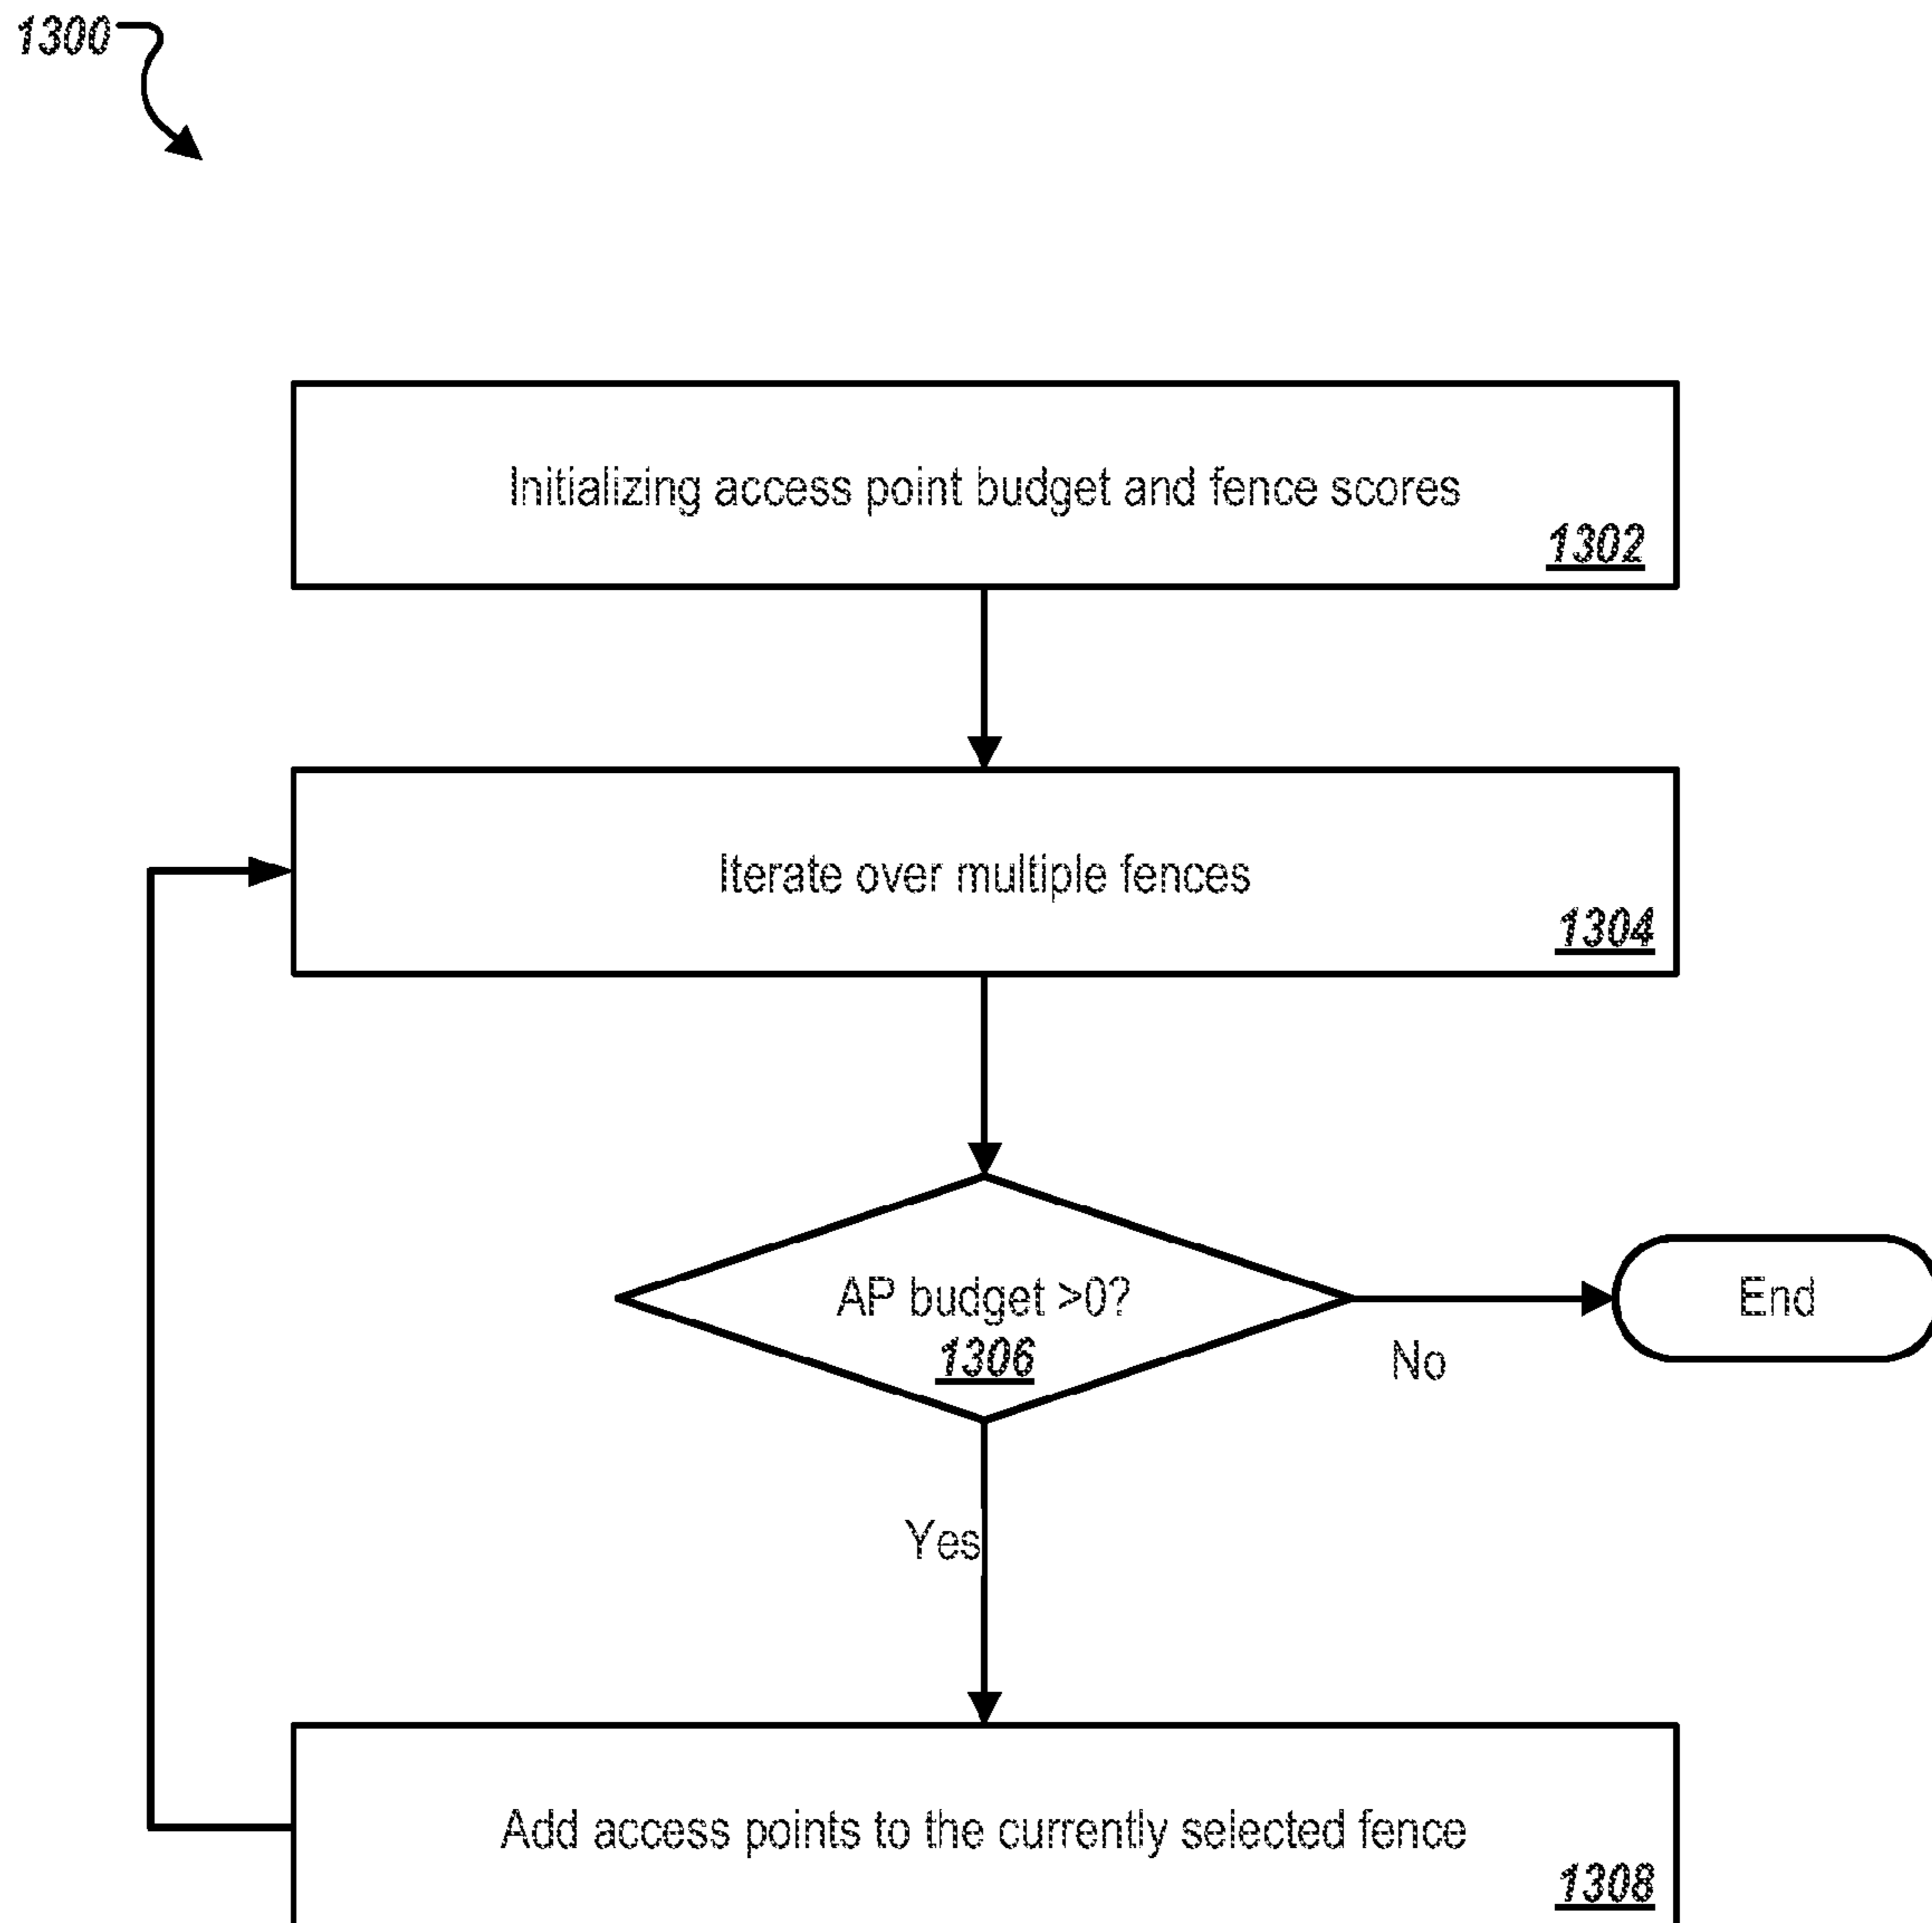 1300
Initializing access point budget and fence scores
1302
Iterate over multiple fences
1304
AP budget >0?
1306
End
No
Yes
Add access points to the currently selected fence
1308